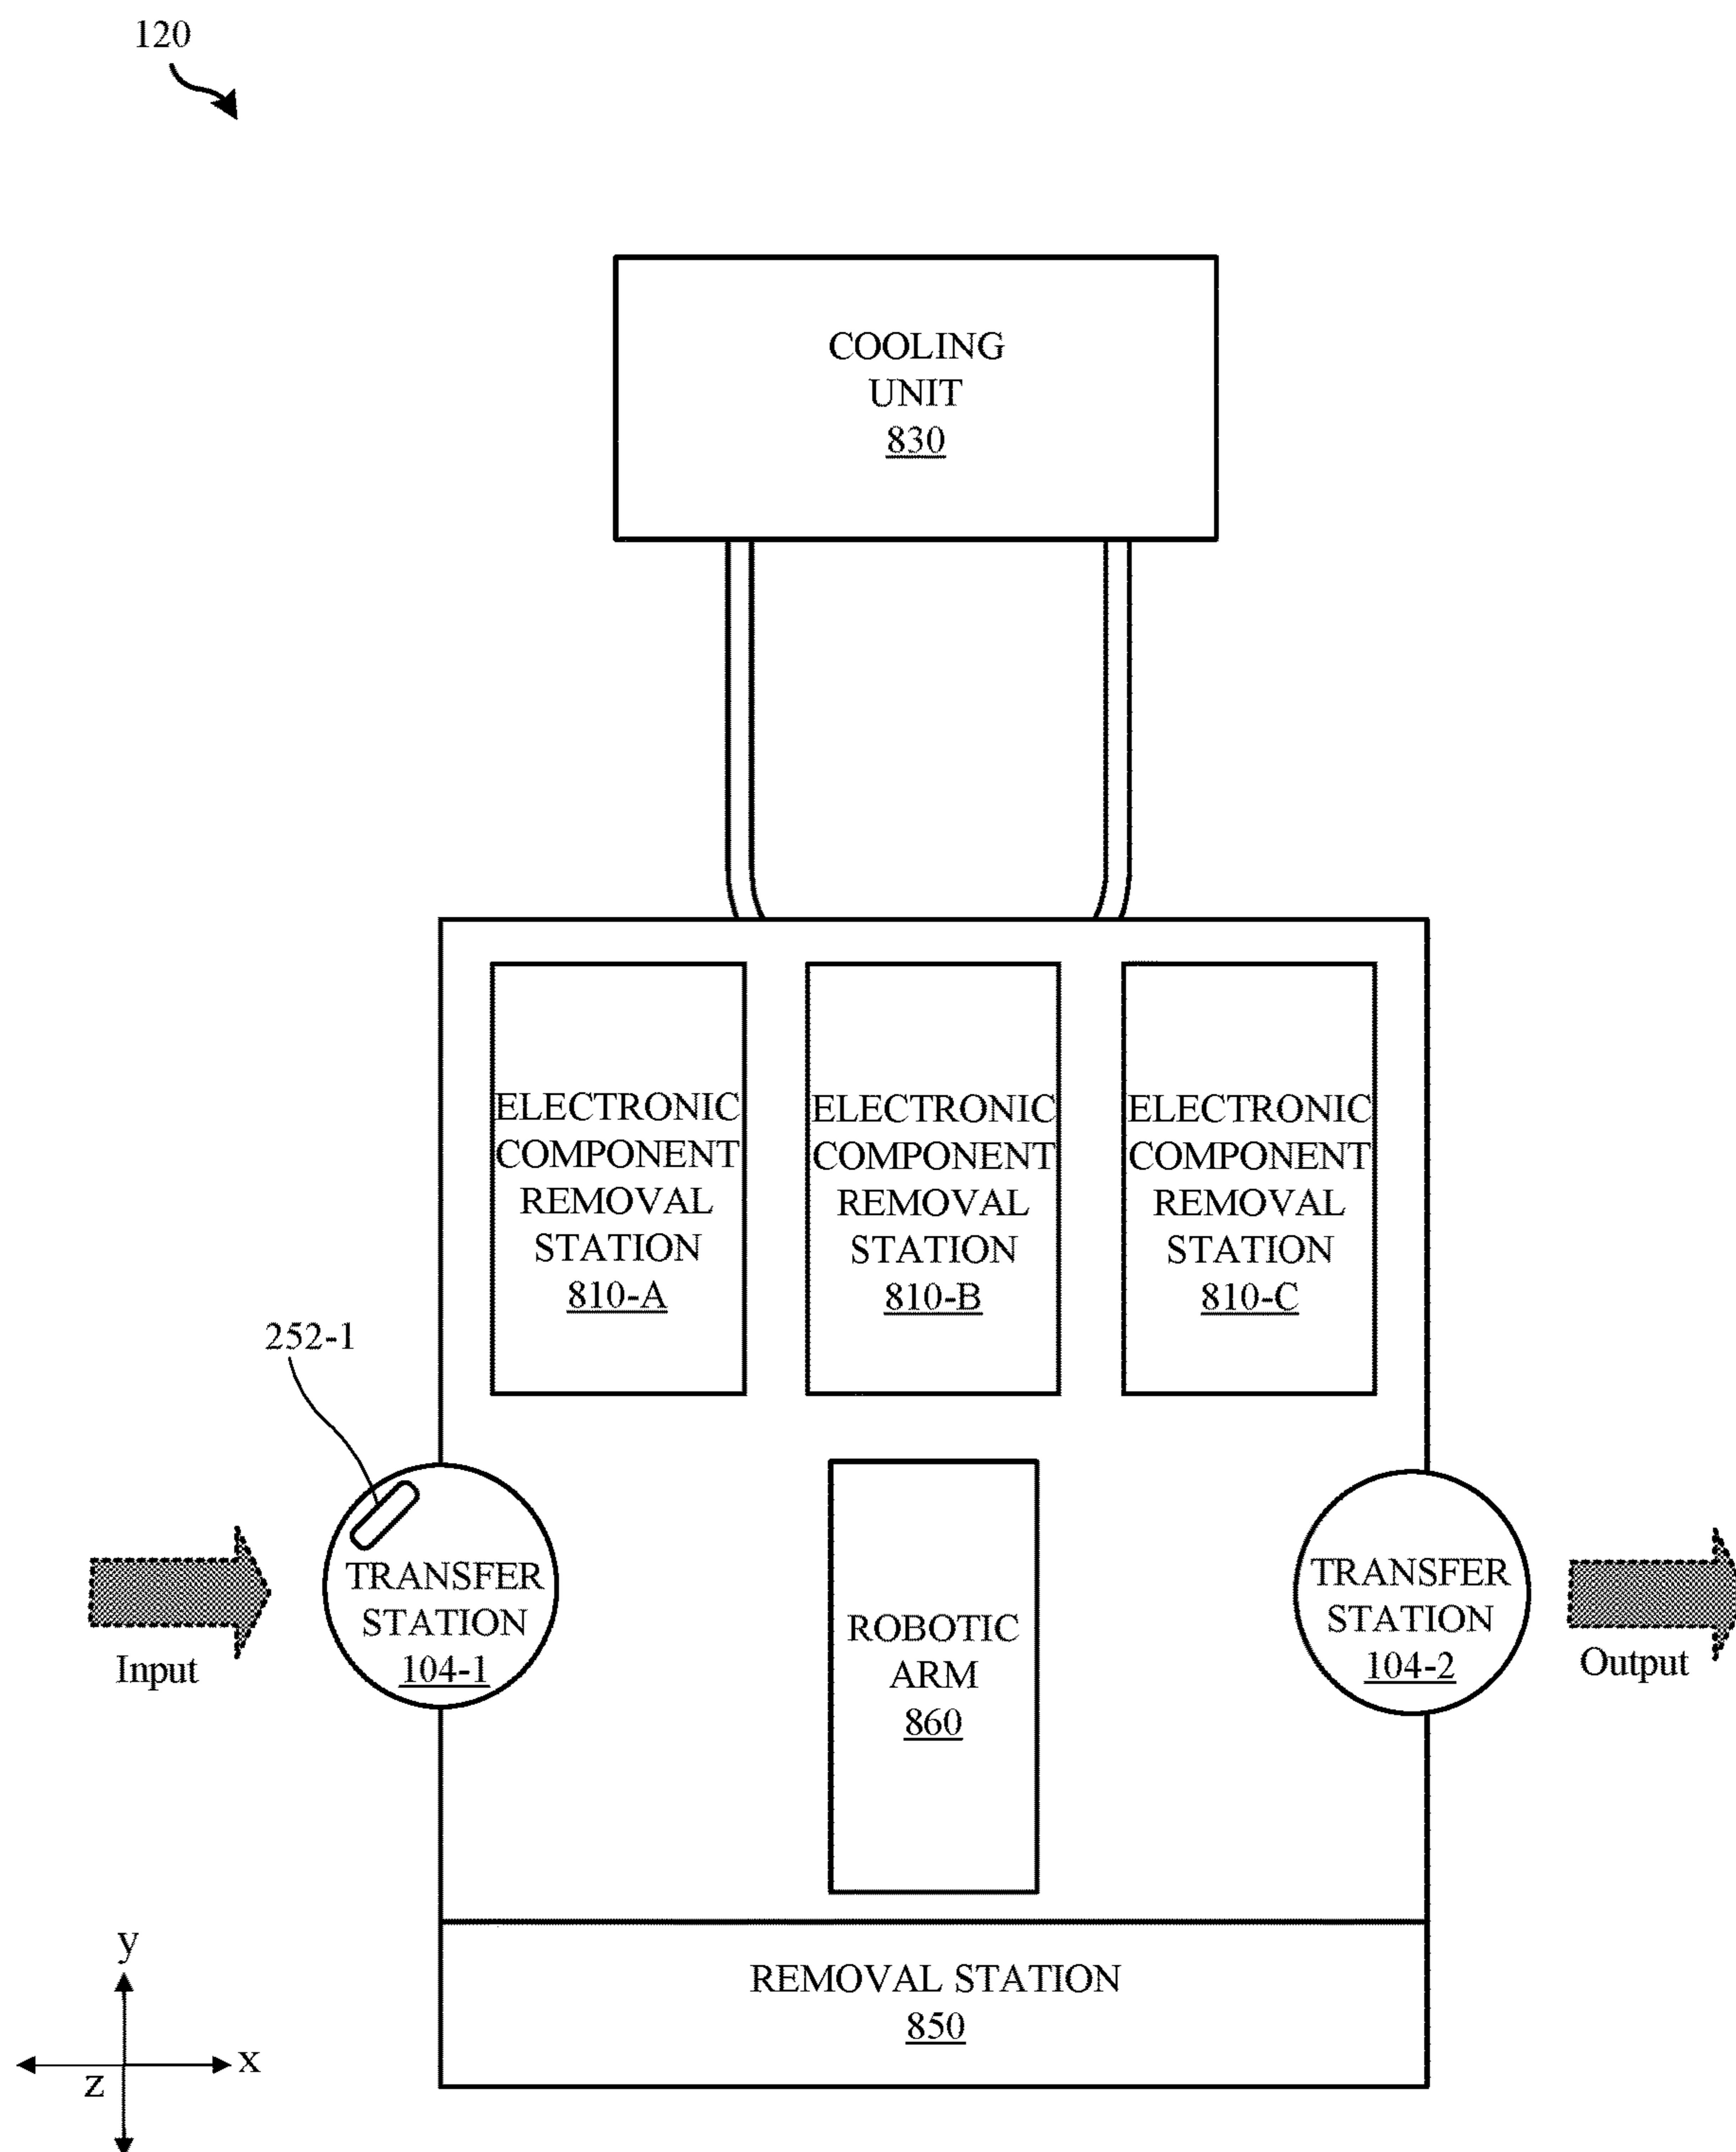 120
COOLING
UNIT
830
ELECTRONIC
COMPONENT
REMOVAL
STATION
810-A
ELECTRONIC
COMPONENT
REMOVAL
STATION
810-B
ELECTRONIC
COMPONENT
REMOVAL
STATION
810-C
252-1
TRANSFER
STATION
104-1
Input
ROBOTIC
ARM
860
TRANSFER
STATION
104-2
Output
REMOVAL STATION
850
y
x
z